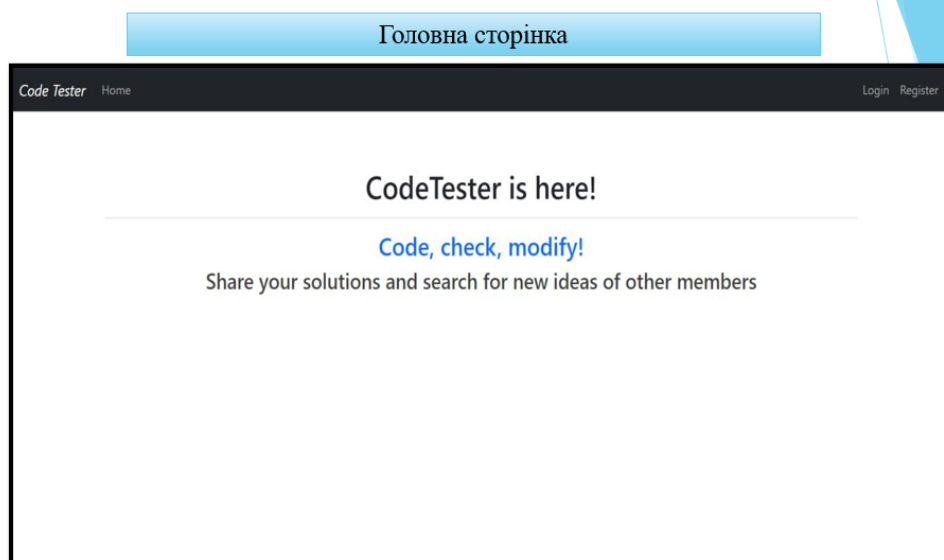 Головна сторінка
Code Tester Home Login Register
CodeTester is here!
Code, check, modify!
Share your solutions and search for new ideas of other members